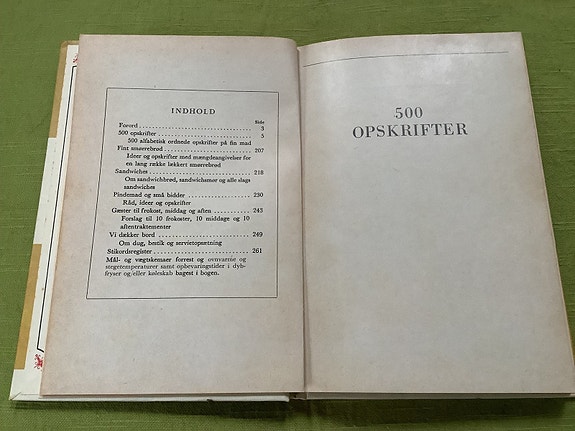 INDHOLD
Side
Forord 3
500 opskrifter 5
500 alfabetisk ordnede opskrifter på fin mad
Fint smørrebrød 207
Ideer og opskrifter med mængdeangivelser for
en lang række lækkert smørrebrød
Sandwiches 218
Om sandwichbrød, sandwichsmør og alle slags
sandwiches
Pindemad og små bidder 230
Råd, ideer og opskrifter
Gæster til frokost, middag og aften 243
Forslag til 10 frokoster, 10 middage og 10
aftentraktementer
Vi dækker bord 249
Om dug, bestik og servietopsætning
Stikordsregister 261
Mål- og vægtskemaer forrest og ovnvarme og
stegetemperaturer samt opbevaringstider i dyb-
fryser og/eller køleskab bagest i bogen.
500
OPSKRIFTER